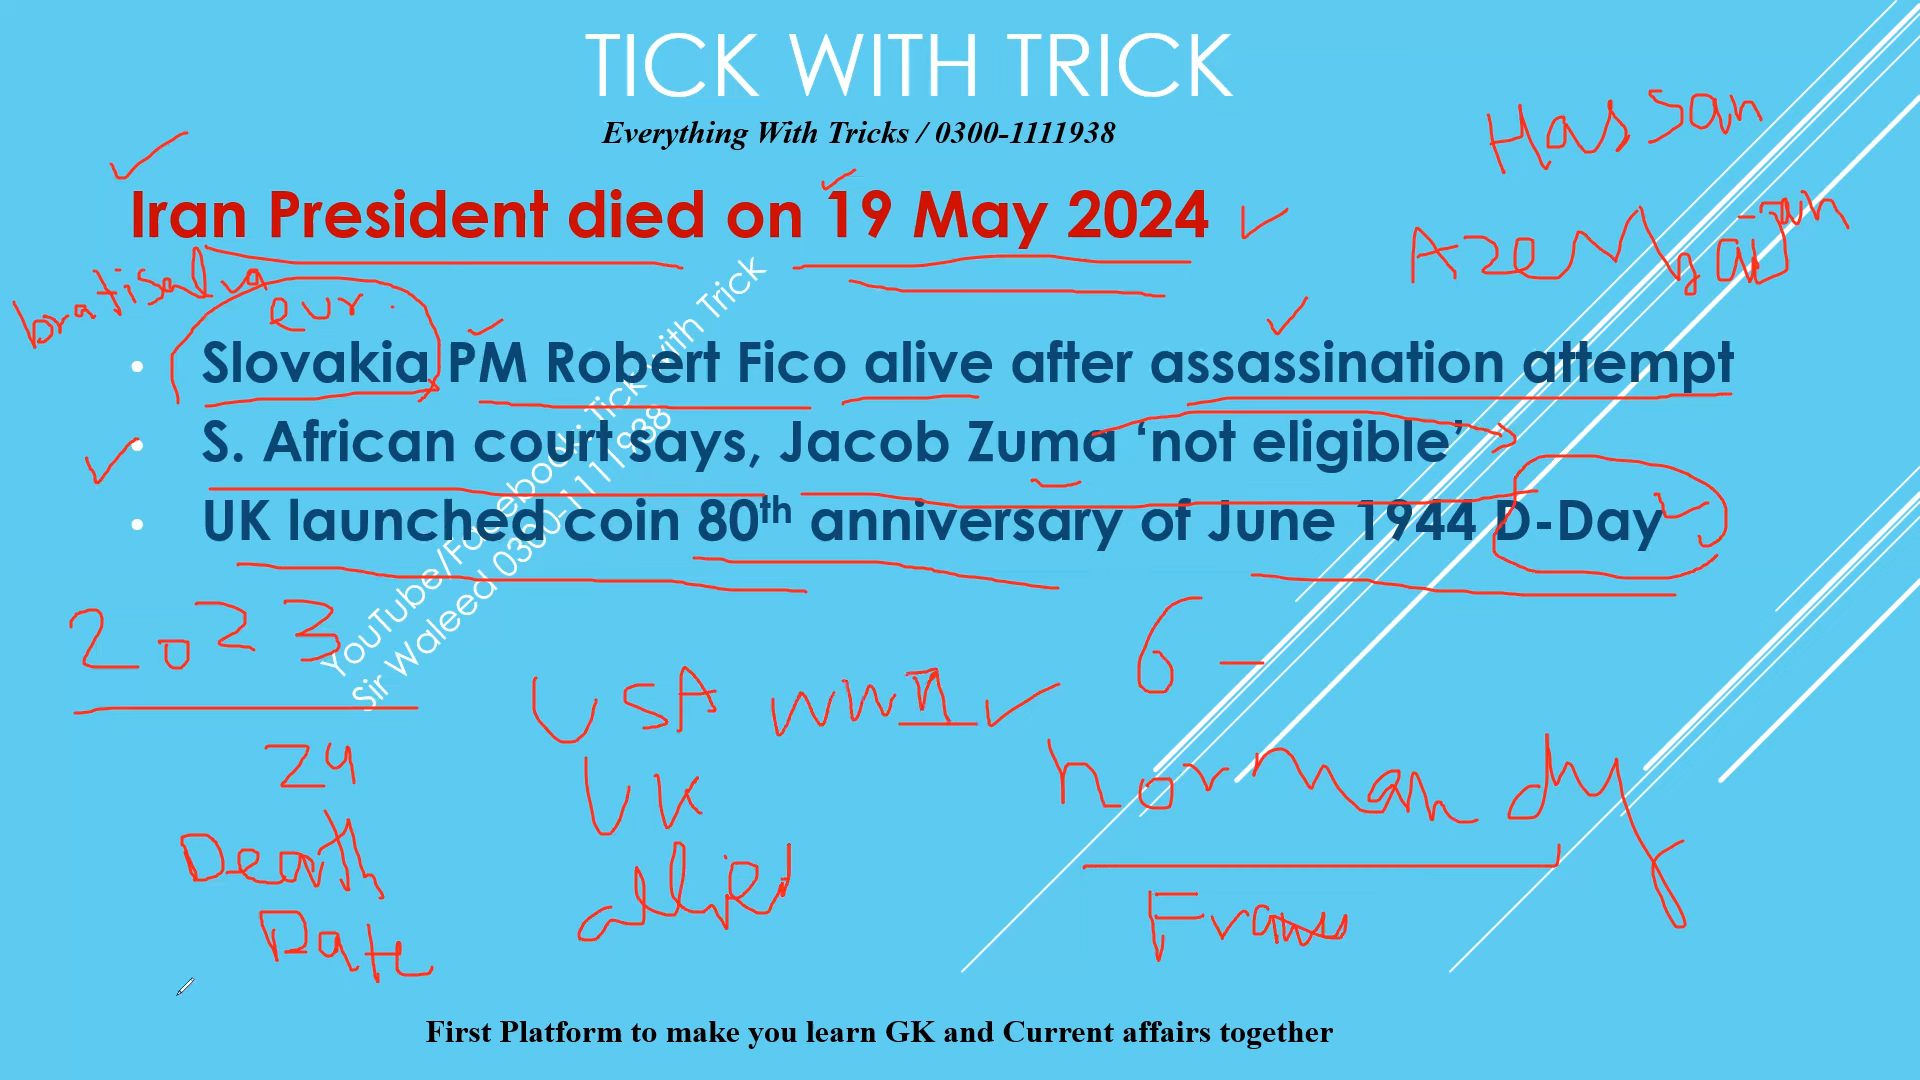 TICK WITH TRICK
Everything With Tricks / 0300-1111938
Hassan
Iran President died on 19 May 2024
Azerbaijan
bratisalva
eur.
• Slovakia PM Robert Fico alive after assassination attempt
• S. African court says, Jacob Zuma ‘not eligible’
• UK launched coin 80th anniversary of June 1944 D-Day
YouTube/Facebook: Tick with Trick
Sir Waleed 0300-1111938
2023
6 -
USA WWII
24
UK
normandy
Death
allied
Date
First Platform to make you learn GK and Current affairs together